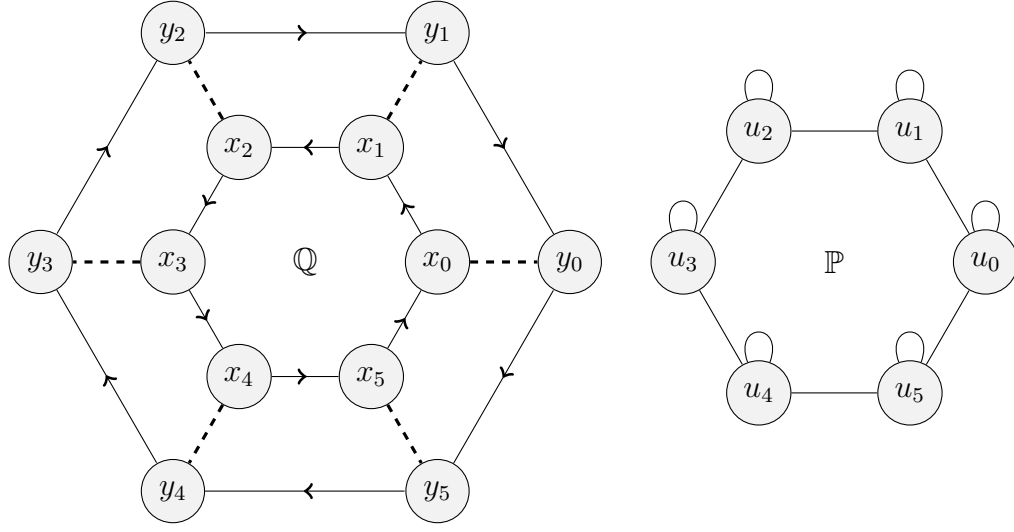 y₂
y₁
u₂
u₁
x₂
x₁
y₃
x₃
ℚ
x₀
y₀
u₃
ℙ
u₀
x₄
x₅
u₄
u₅
y₄
y₅